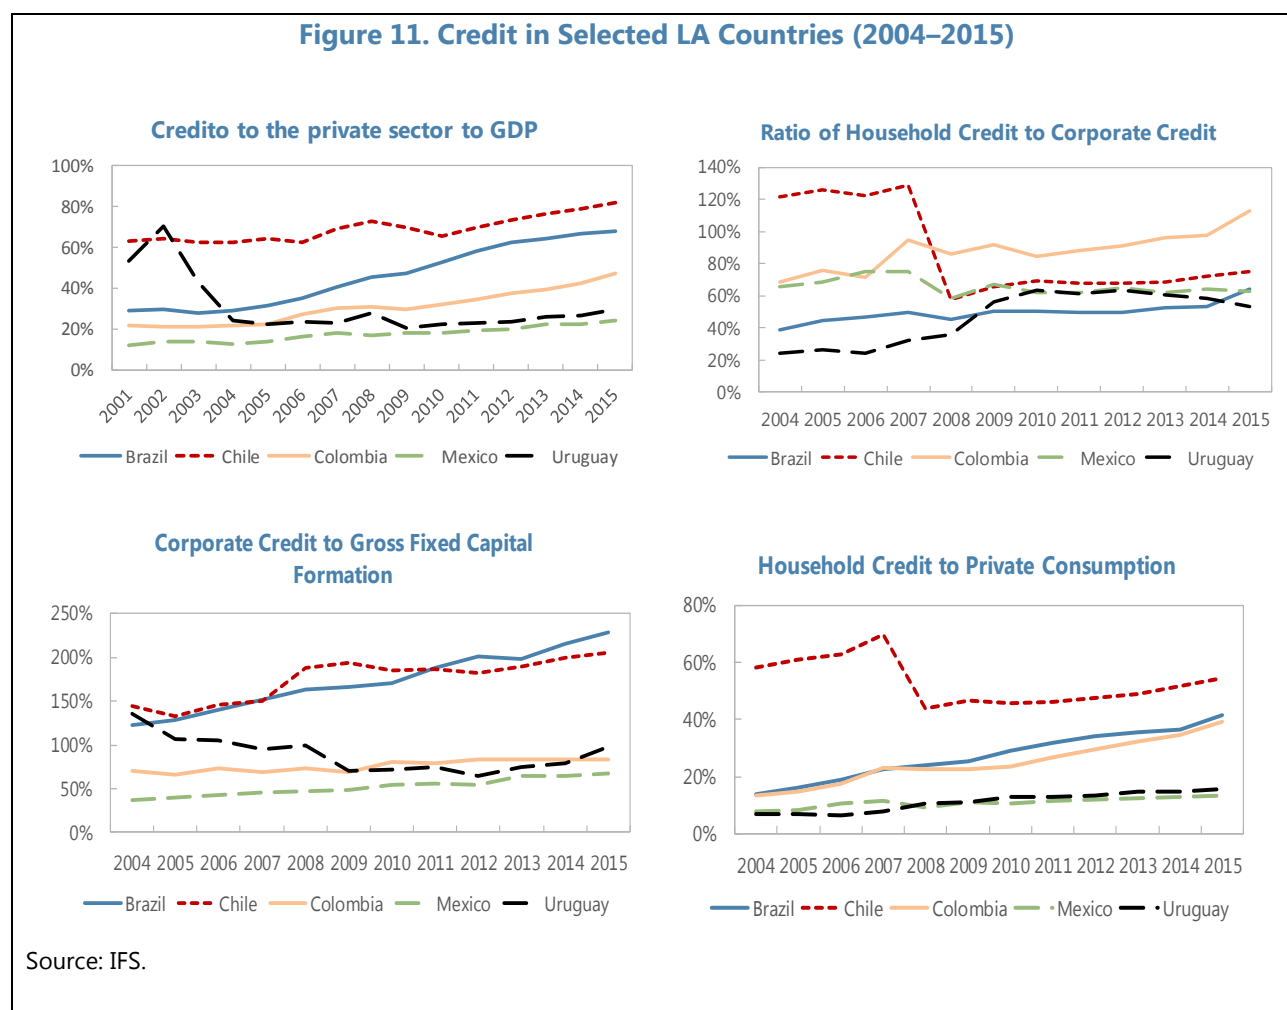 Figure 11. Credit in Selected LA Countries (2004–2015)
Credito to the private sector to GDP
100%
80%
60%
40%
20%
0%
2001 2002 2003 2004 2005 2006 2007 2008 2009 2010 2011 2012 2013 2014 2015
Brazil Chile Colombia Mexico Uruguay
Ratio of Household Credit to Corporate Credit
140%
120%
100%
80%
60%
40%
20%
0%
2004 2005 2006 2007 2008 2009 2010 2011 2012 2013 2014 2015
Brazil Chile Colombia Mexico Uruguay
Corporate Credit to Gross Fixed Capital
Formation
250%
200%
150%
100%
50%
0%
2004 2005 2006 2007 2008 2009 2010 2011 2012 2013 2014 2015
Brazil Chile Colombia Mexico Uruguay
Household Credit to Private Consumption
80%
60%
40%
20%
0%
2004 2005 2006 2007 2008 2009 2010 2011 2012 2013 2014 2015
Brazil Chile Colombia Mexico Uruguay
Source: IFS.